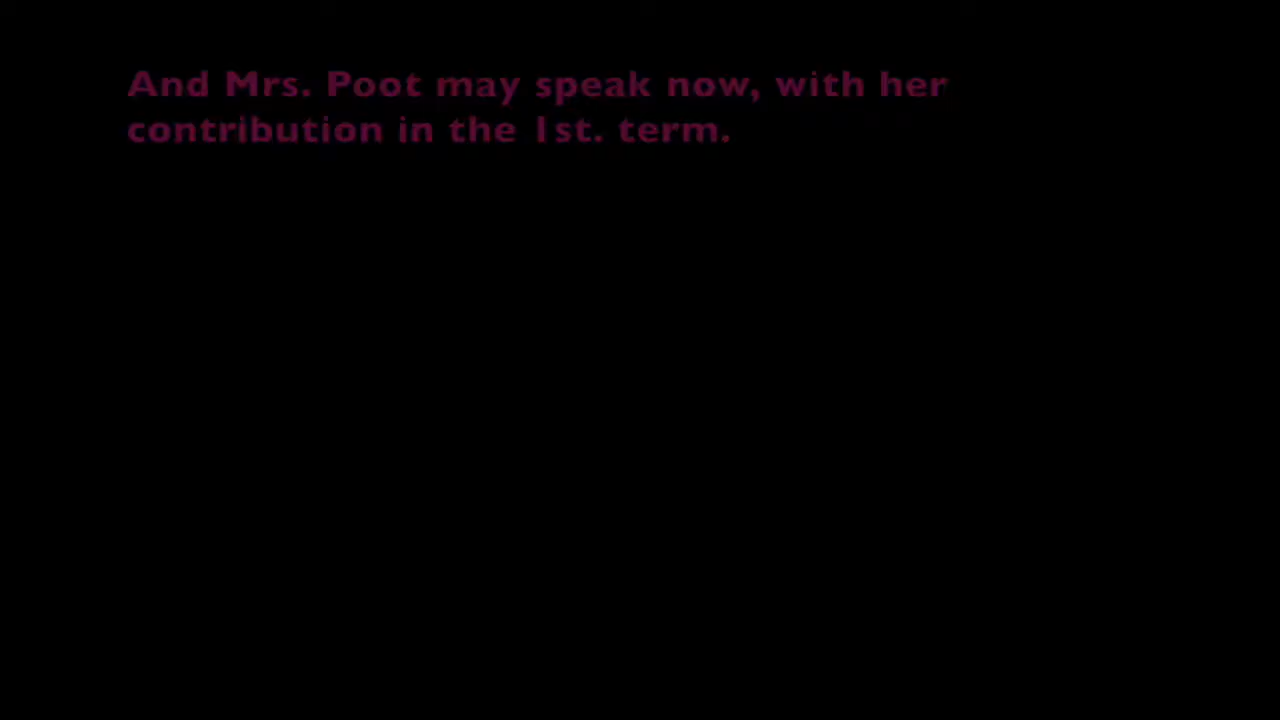 And Mrs. Poot may speak now, with her
contribution in the 1st. term.